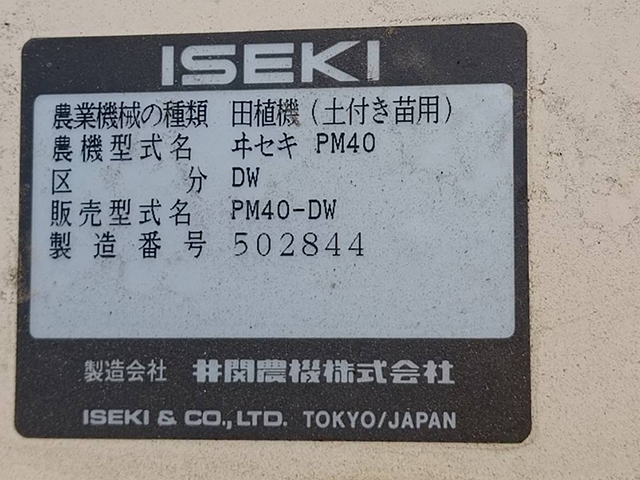 ISEKI
農業機械の種類 田植機(土付き苗用)
農機型式名 ヰセキ PM40
区分 DW
販売型式名 PM40-DW
製造番号 502844
製造会社 井関農機株式会社
ISEKI & CO., LTD. TOKYO/JAPAN